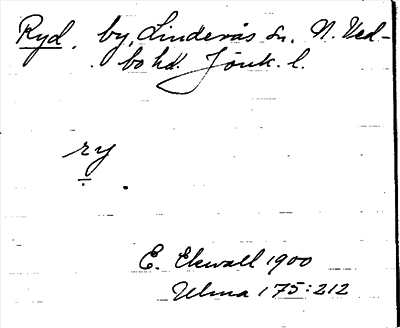 Ryd, by, Linderås sn. N. Ved-
bo hd. Jönk. l.
ry
E. Ekwall 1900
Ulma 175:212